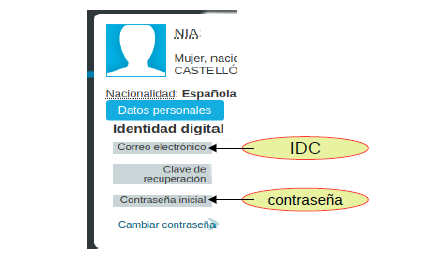 NIA:
Mujer, nacic
CASTELLÓ
Nacionalidad: Española
Datos personales
Identidad digital
Correo electrónico
IDC
Clave de
recuperación
Contraseña inicial
contraseña
Cambiar contraseña